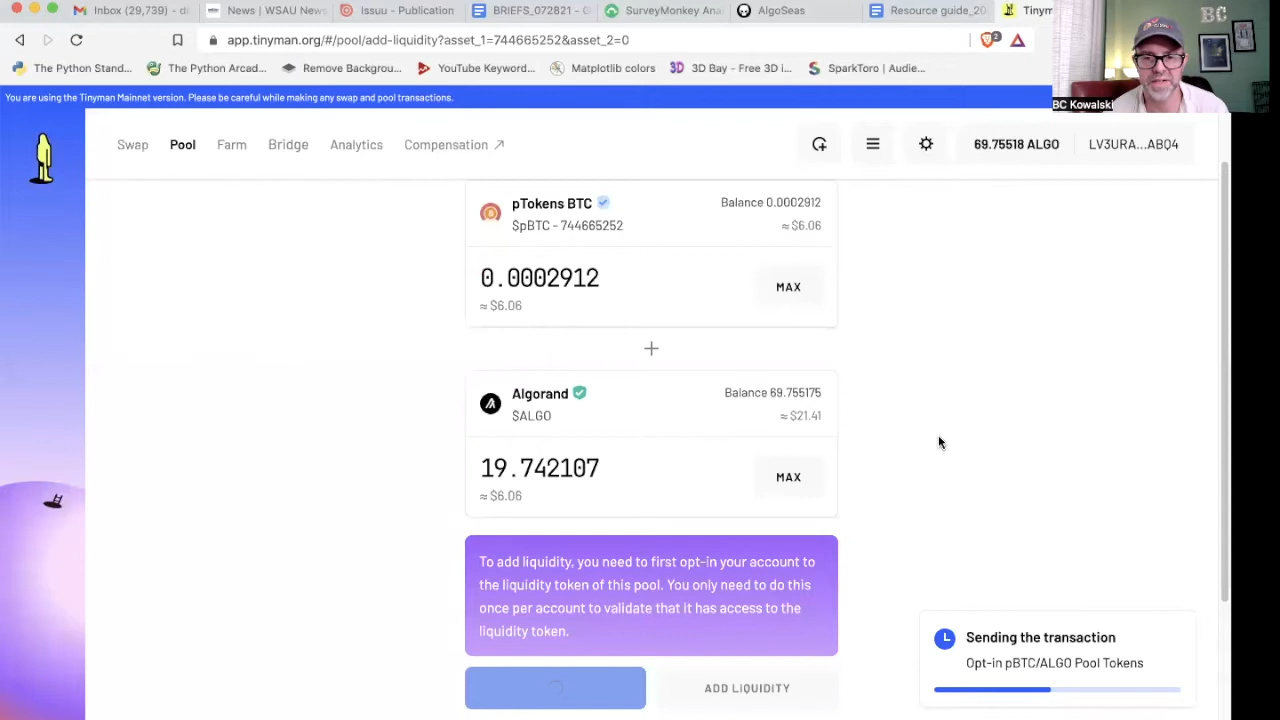 Inbox (29,739) - di
News | WSAU News
Issuu - Publication
BRIEFS_072821 - G
SurveyMonkey Ana
AlgoSeas
Resource guide_20
Tinym
app.tinyman.org/#/pool/add-liquidity?asset_1=744665252&asset_2=0
2
The Python Stand...
The Python Arcad...
Remove Backgrou...
YouTube Keywor...
Matplotlib colors
3D Bay - Free 3D i...
SparkToro | Audie...
BC
BC Kowalski
You are using the Tinyman Mainnet version. Please be careful while making any swap and pool transactions.
Swap
Pool
Farm
Bridge
Analytics
Compensation ↗
69.75518 ALGO
LV3URA...ABQ4
pTokens BTC
Balance 0.0002912
$pBTC - 744665252
≈ $6.06
0.0002912
MAX
≈ $6.06
+
Algorand
Balance 69.755175
$ALGO
≈ $21.41
19.742107
MAX
≈ $6.06
To add liquidity, you need to first opt-in your account to
the liquidity token of this pool. You only need to do this
once per account to validate that it has access to the
liquidity token.
ADD LIQUIDITY
Sending the transaction
Opt-in pBTC/ALGO Pool Tokens